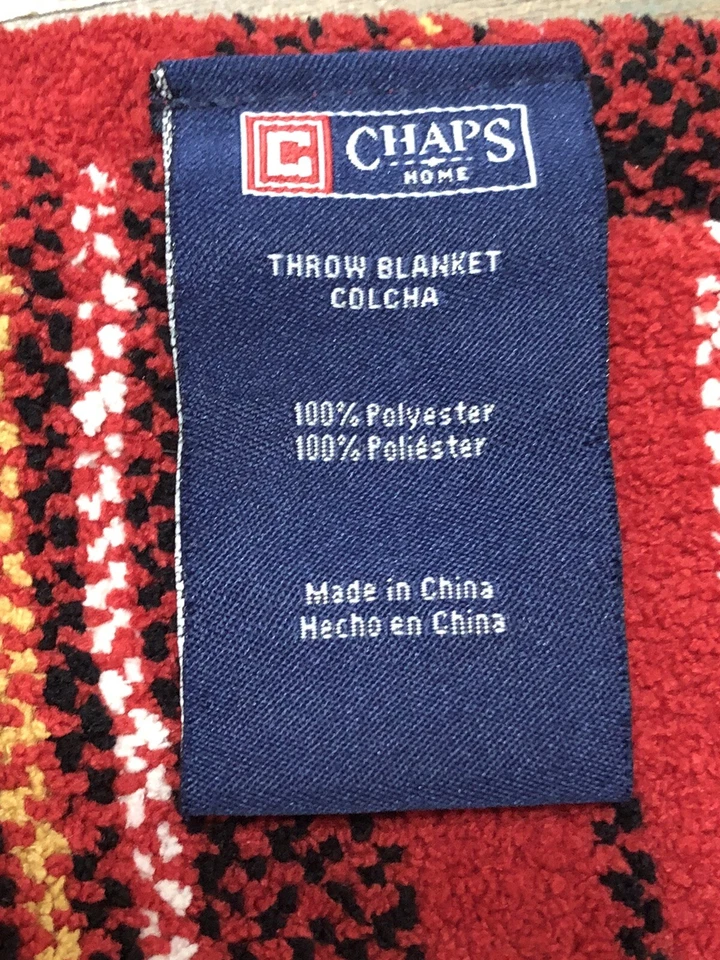 C CHAPS
HOME
THROW BLANKET
COLCHA
100% Polyester
100% Poliéster
Made in China
Hecho en China